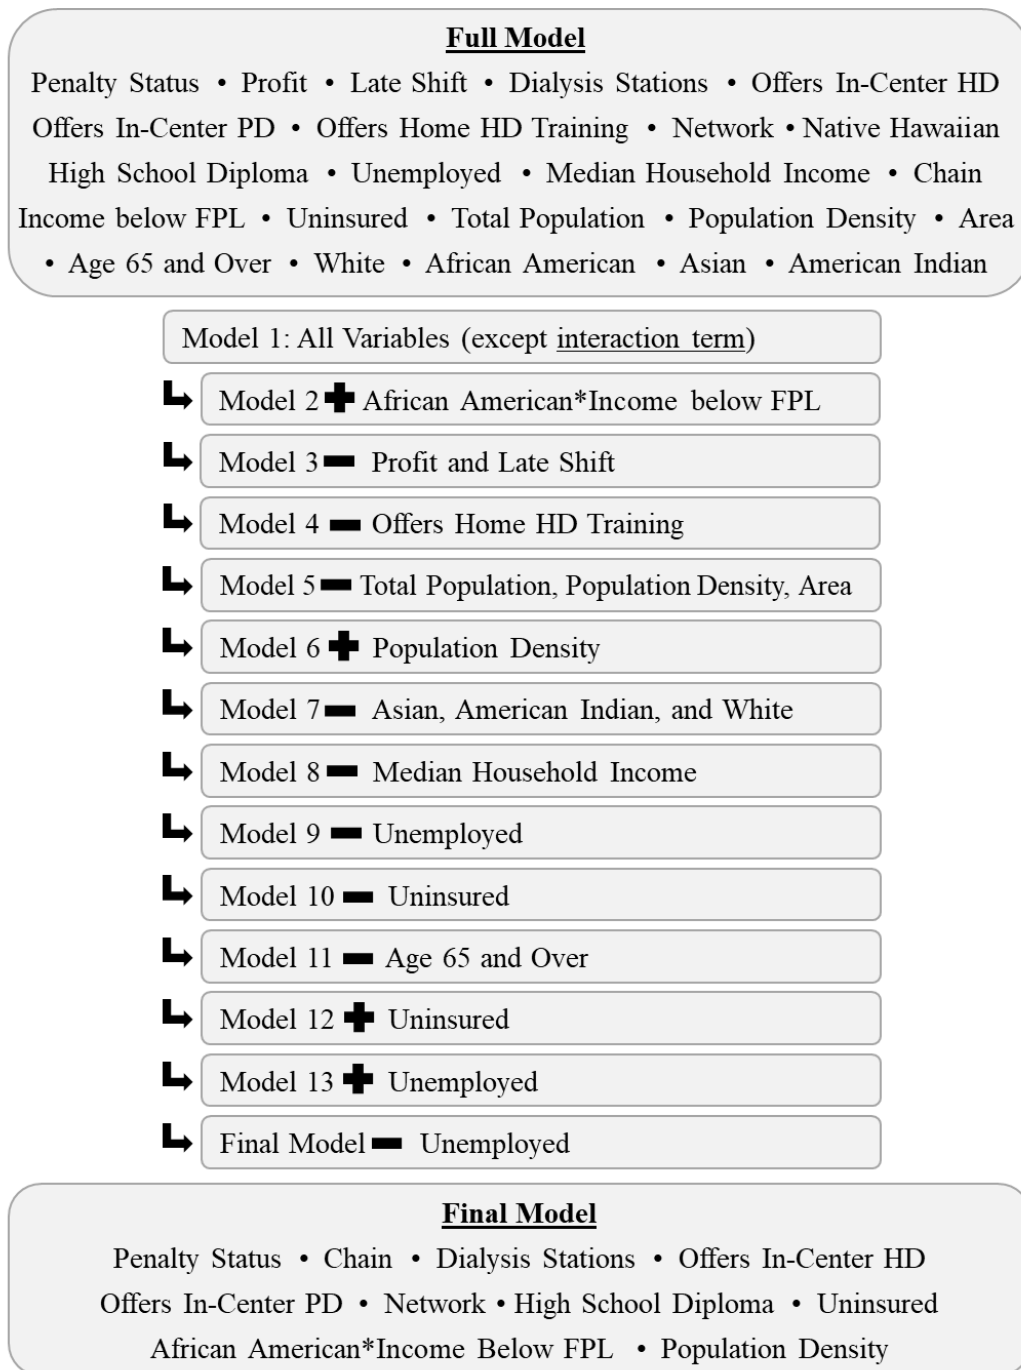 Full Model
Penalty Status • Profit • Late Shift • Dialysis Stations • Offers In-Center HD
Offers In-Center PD • Offers Home HD Training • Network • Native Hawaiian
High School Diploma • Unemployed • Median Household Income • Chain
Income below FPL • Uninsured • Total Population • Population Density • Area
• Age 65 and Over • White • African American • Asian • American Indian
Model 1: All Variables (except interaction term)
Model 2 + African American*Income below FPL
Model 3 - Profit and Late Shift
Model 4 - Offers Home HD Training
Model 5 - Total Population, Population Density, Area
Model 6 + Population Density
Model 7 - Asian, American Indian, and White
Model 8 - Median Household Income
Model 9 - Unemployed
Model 10 - Uninsured
Model 11 - Age 65 and Over
Model 12 + Uninsured
Model 13 + Unemployed
Final Model - Unemployed
Final Model
Penalty Status • Chain • Dialysis Stations • Offers In-Center HD
Offers In-Center PD • Network • High School Diploma • Uninsured
African American*Income Below FPL • Population Density